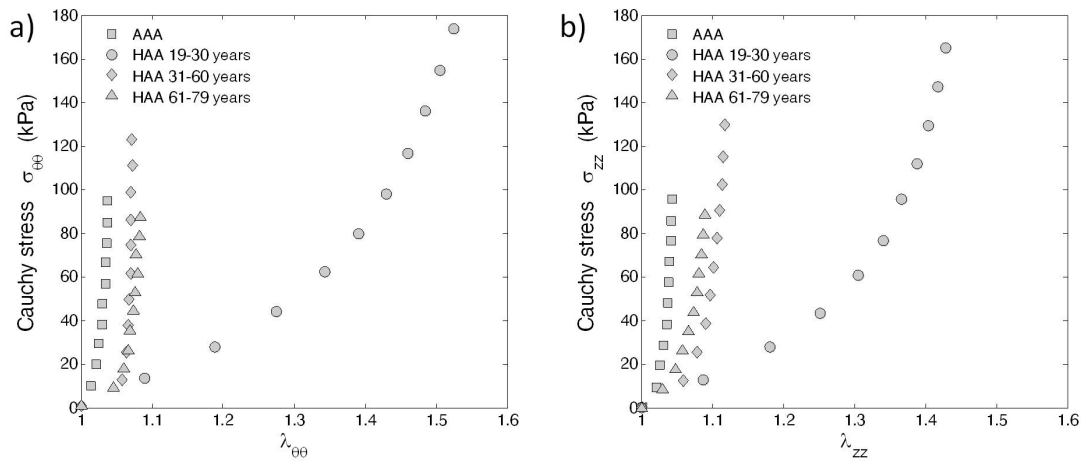 a)
AAA
HAA 19-30 years
HAA 31-60 years
HAA 61-79 years
Cauchy stress σθθ (kPa)
180
160
140
120
100
80
60
40
20
0
1 1.1 1.2 1.3 1.4 1.5 1.6
λθθ
b)
AAA
HAA 19-30 years
HAA 31-60 years
HAA 61-79 years
Cauchy stress σzz (kPa)
180
160
140
120
100
80
60
40
20
0
1 1.1 1.2 1.3 1.4 1.5 1.6
λzz